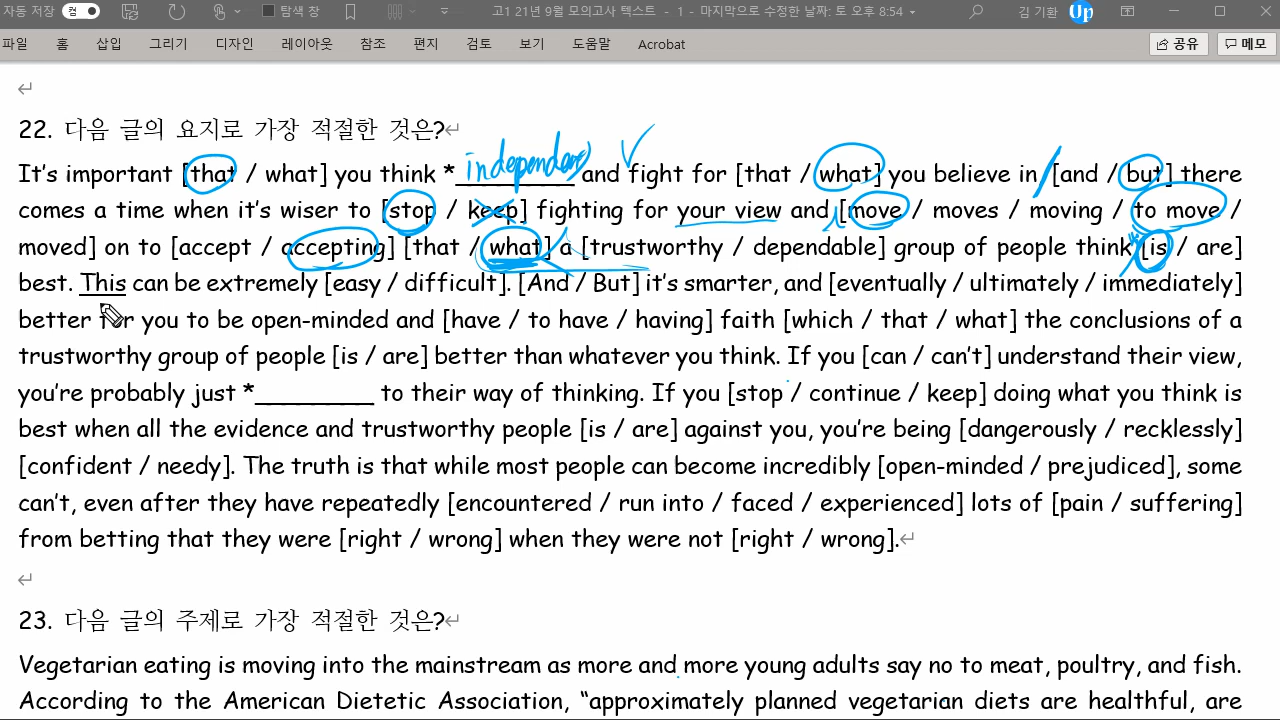 자동 저장 컴 탐색 창 고1 21년 9월 모의고사 텍스트 - 1 - 마지막으로 수정한 날짜: 토 오후 8:54 김 기환 Up
파일 홈 삽입 그리기 디자인 레이아웃 참조 편지 검토 보기 도움말 Acrobat 공유 메모
22. 다음 글의 요지로 가장 적절한 것은?
independent
It's important [that / what] you think *_________ and fight for [that / what] you believe in [and / but] there
comes a time when it's wiser to [stop / keep] fighting for your view and [move / moves / moving / to move /
moved] on to [accept / accepting] [that / what] a [trustworthy / dependable] group of people think [is / are]
best. This can be extremely [easy / difficult]. [And / But] it's smarter, and [eventually / ultimately / immediately]
better for you to be open-minded and [have / to have / having] faith [which / that / what] the conclusions of a
trustworthy group of people [is / are] better than whatever you think. If you [can / can't] understand their view,
you're probably just *_________ to their way of thinking. If you [stop / continue / keep] doing what you think is
best when all the evidence and trustworthy people [is / are] against you, you're being [dangerously / recklessly]
[confident / needy]. The truth is that while most people can become incredibly [open-minded / prejudiced], some
can't, even after they have repeatedly [encountered / run into / faced / experienced] lots of [pain / suffering]
from betting that they were [right / wrong] when they were not [right / wrong].
23. 다음 글의 주제로 가장 적절한 것은?
Vegetarian eating is moving into the mainstream as more and more young adults say no to meat, poultry, and fish.
According to the American Dietetic Association, “approximately planned vegetarian diets are healthful, are